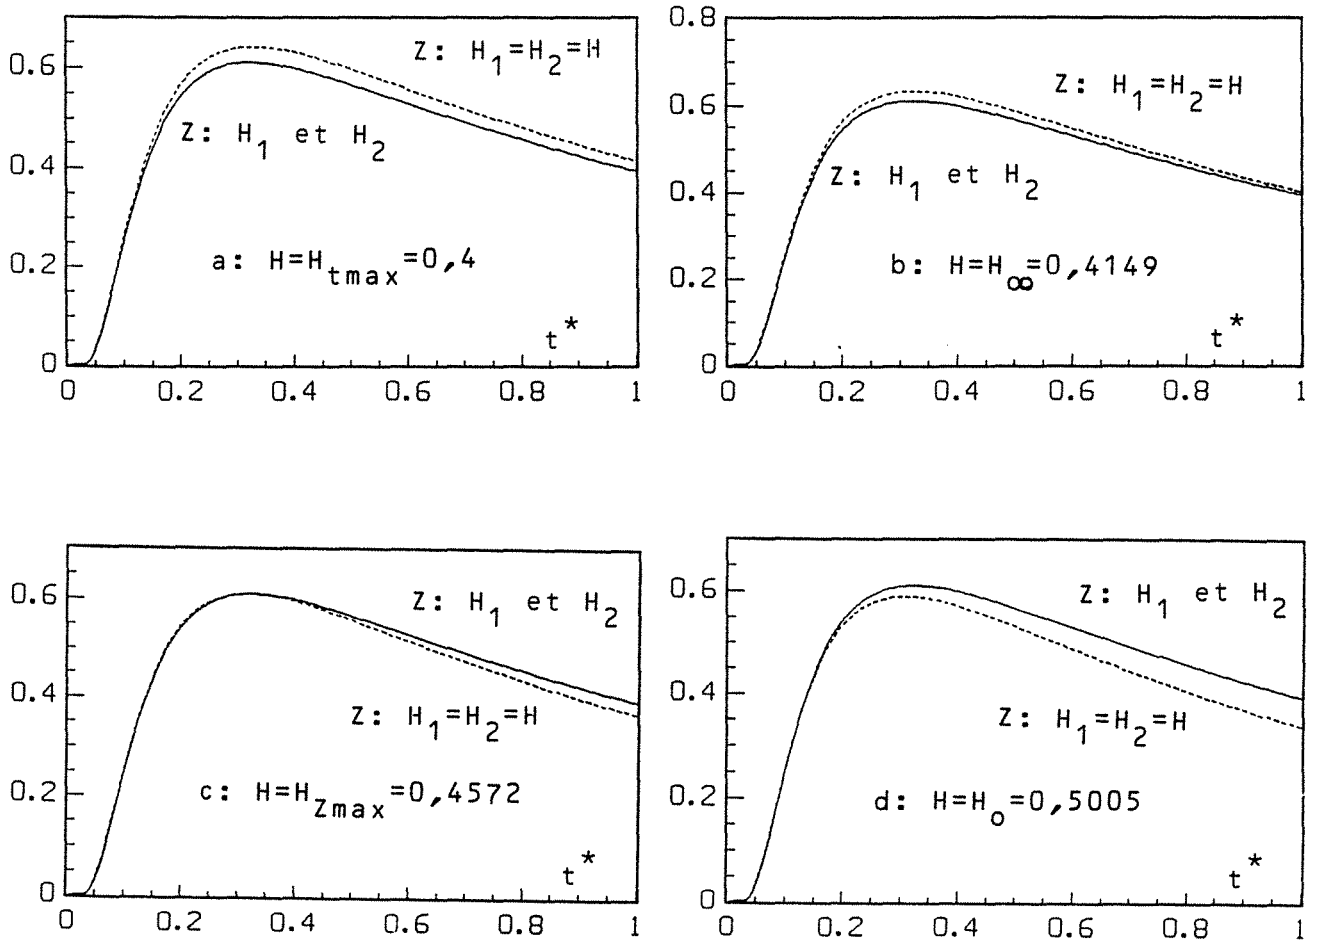 0.6
0.4
0.2
0
Z: H1=H2=H
Z: H1 et H2
a: H=Htmax=0,4
t*
0 0.2 0.4 0.6 0.8 1
0.8
0.6
0.4
0.2
0
Z: H1=H2=H
Z: H1 et H2
b: H=H∞=0,4149
t*
0 0.2 0.4 0.6 0.8 1
0.6
0.4
0.2
0
Z: H1 et H2
Z: H1=H2=H
c: H=HZmax=0,4572
t*
0 0.2 0.4 0.6 0.8 1
0.6
0.4
0.2
0
Z: H1 et H2
Z: H1=H2=H
d: H=Ho=0,5005
t*
0 0.2 0.4 0.6 0.8 1